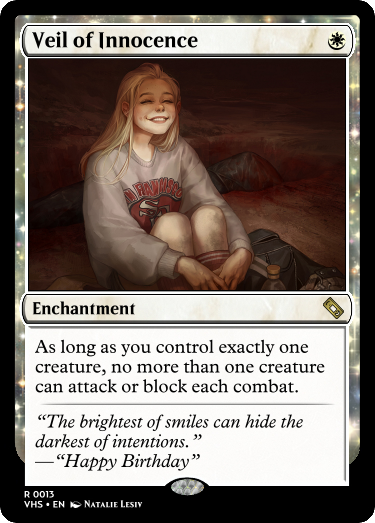 Veil of Innocence
Enchantment
As long as you control exactly one
creature, no more than one creature
can attack or block each combat.
“The brightest of smiles can hide the
darkest of intentions.”
—“Happy Birthday”
R 0013
VHS • EN Natalie Lesiv